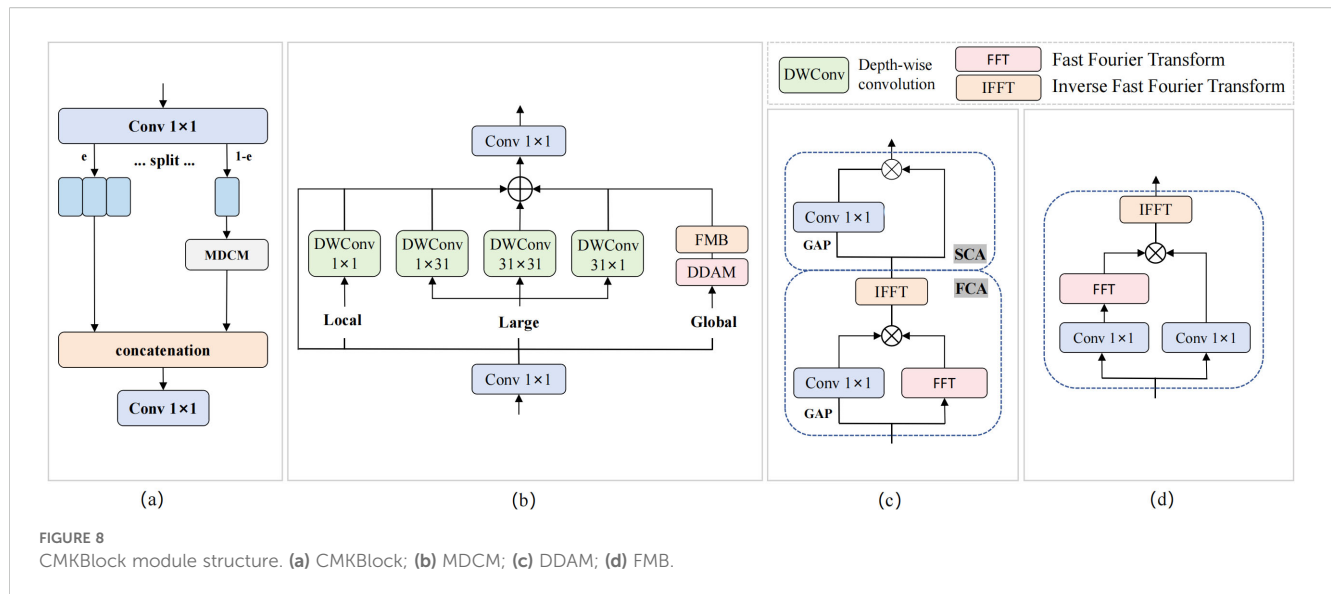 Conv 1×1
e
... split ...
1-e
MDCM
concatenation
Conv 1×1
(a)
Conv 1×1
DWConv
1×1
DWConv
1×31
DWConv
31×31
DWConv
31×1
FMB
DDAM
Local
Large
Global
Conv 1×1
(b)
DWConv
Depth-wise
convolution
FFT
Fast Fourier Transform
IFFT
Inverse Fast Fourier Transform
Conv 1×1
GAP
SCA
IFFT
FCA
Conv 1×1
FFT
GAP
(c)
IFFT
FFT
Conv 1×1
Conv 1×1
(d)
FIGURE 8
CMKBlock module structure. (a) CMKBlock; (b) MDCM; (c) DDAM; (d) FMB.